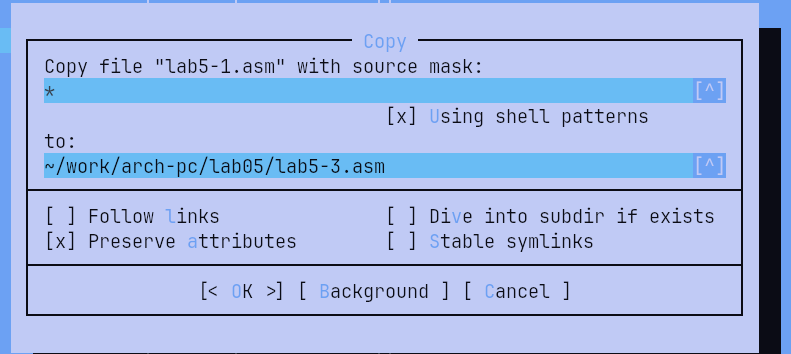 Copy
Copy file "lab5-1.asm" with source mask:
* [^]
[x] Using shell patterns
to:
~/work/arch-pc/lab05/lab5-3.asm [^]
[ ] Follow links [ ] Dive into subdir if exists
[x] Preserve attributes [ ] Stable symlinks
[< OK >] [ Background ] [ Cancel ]